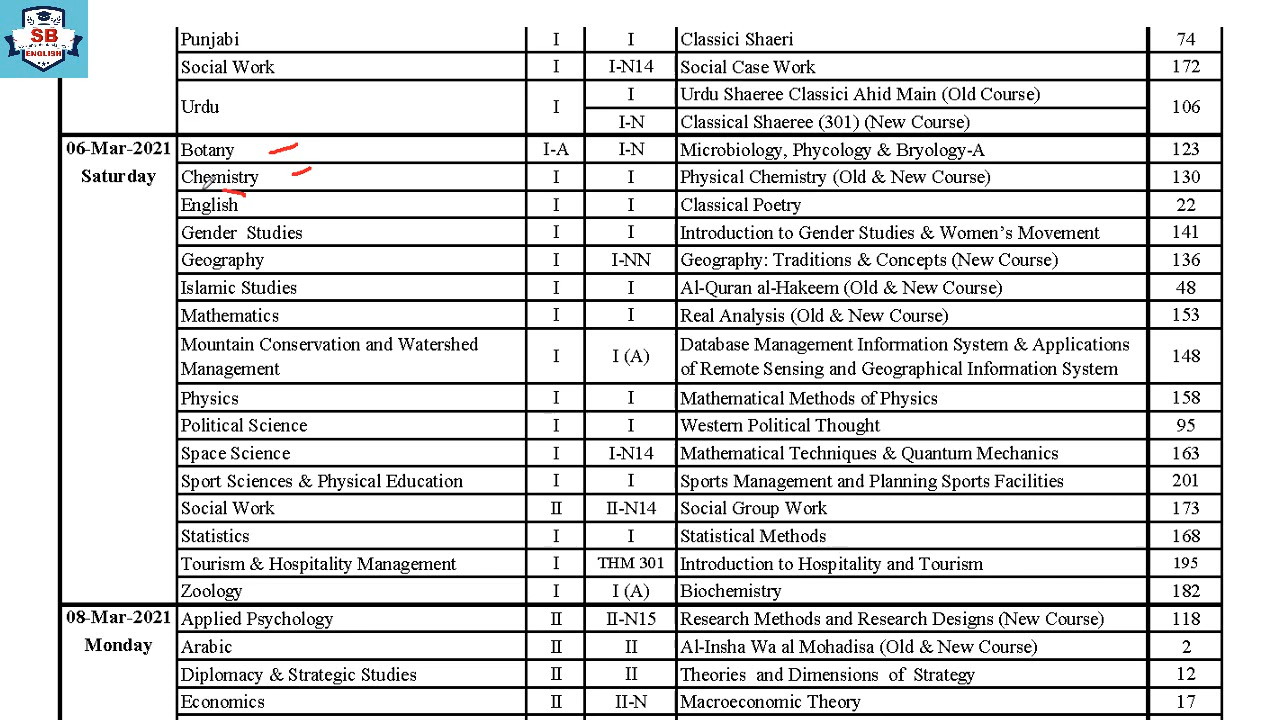 SB
ENGLISH
Punjabi I I Classici Shaeri 74
Social Work I I-N14 Social Case Work 172
Urdu I I Urdu Shaeree Classici Ahid Main (Old Course) 106
I-N Classical Shaeree (301) (New Course)
06-Mar-2021 Botany I-A I-N Microbiology, Phycology & Bryology-A 123
Saturday Chemistry I I Physical Chemistry (Old & New Course) 130
English I I Classical Poetry 22
Gender Studies I I Introduction to Gender Studies & Women's Movement 141
Geography I I-NN Geography: Traditions & Concepts (New Course) 136
Islamic Studies I I Al-Quran al-Hakeem (Old & New Course) 48
Mathematics I I Real Analysis (Old & New Course) 153
Mountain Conservation and Watershed Management I I (A) Database Management Information System & Applications of Remote Sensing and Geographical Information System 148
Physics I I Mathematical Methods of Physics 158
Political Science I I Western Political Thought 95
Space Science I I-N14 Mathematical Techniques & Quantum Mechanics 163
Sport Sciences & Physical Education I I Sports Management and Planning Sports Facilities 201
Social Work II II-N14 Social Group Work 173
Statistics I I Statistical Methods 168
Tourism & Hospitality Management I THM 301 Introduction to Hospitality and Tourism 195
Zoology I I (A) Biochemistry 182
08-Mar-2021 Applied Psychology II II-N15 Research Methods and Research Designs (New Course) 118
Monday Arabic II II Al-Insha Wa al Mohadisa (Old & New Course) 2
Diplomacy & Strategic Studies II II Theories and Dimensions of Strategy 12
Economics II II-N Macroeconomic Theory 17